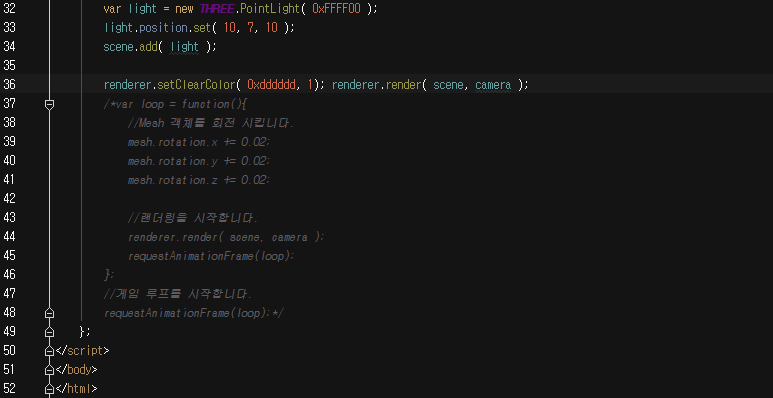 32 var light = new THREE.PointLight( 0xFFFF00 );
33 light.position.set( 10, 7, 10 );
34 scene.add( light );
35
36 renderer.setClearColor( 0xdddddd, 1); renderer.render( scene, camera );
37 /*var loop = function(){
38 //Mesh 객체를 회전 시킵니다.
39 mesh.rotation.x += 0.02;
40 mesh.rotation.y += 0.02;
41 mesh.rotation.z += 0.02;
42
43 //랜더링을 시작합니다.
44 renderer.render( scene, camera );
45 requestAnimationFrame(loop);
46 };
47 //게임 루프를 시작합니다.
48 requestAnimationFrame(loop);*/
49 };
50 </script>
51 </body>
52 </html>